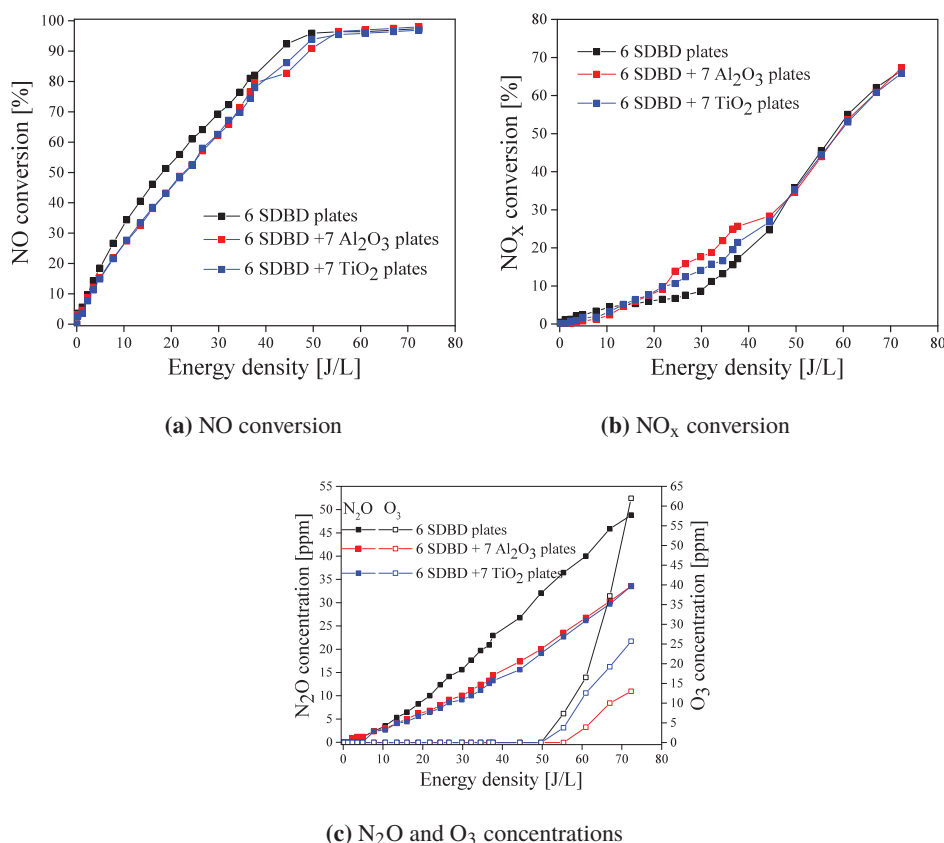 NO conversion [%]
100
90
80
70
60
50
40
30
20
10
0
6 SDBD plates
6 SDBD +7 Al₂O₃ plates
6 SDBD +7 TiO₂ plates
0 10 20 30 40 50 60 70 80
Energy density [J/L]
(a) NO conversion
NOₓ conversion [%]
80
70
60
50
40
30
20
10
0
6 SDBD plates
6 SDBD + 7 Al₂O₃ plates
6 SDBD + 7 TiO₂ plates
0 10 20 30 40 50 60 70 80
Energy density [J/L]
(b) NOₓ conversion
N₂O concentration [ppm]
55
50
45
40
35
30
25
20
15
10
5
0
N₂O O₃
6 SDBD plates
6 SDBD + 7 Al₂O₃ plates
6 SDBD +7 TiO₂ plates
65
60
55
50
45
40
35
30
25
20
15
10
5
0
O₃ concentration [ppm]
0 10 20 30 40 50 60 70 80
Energy density [J/L]
(c) N₂O and O₃ concentrations